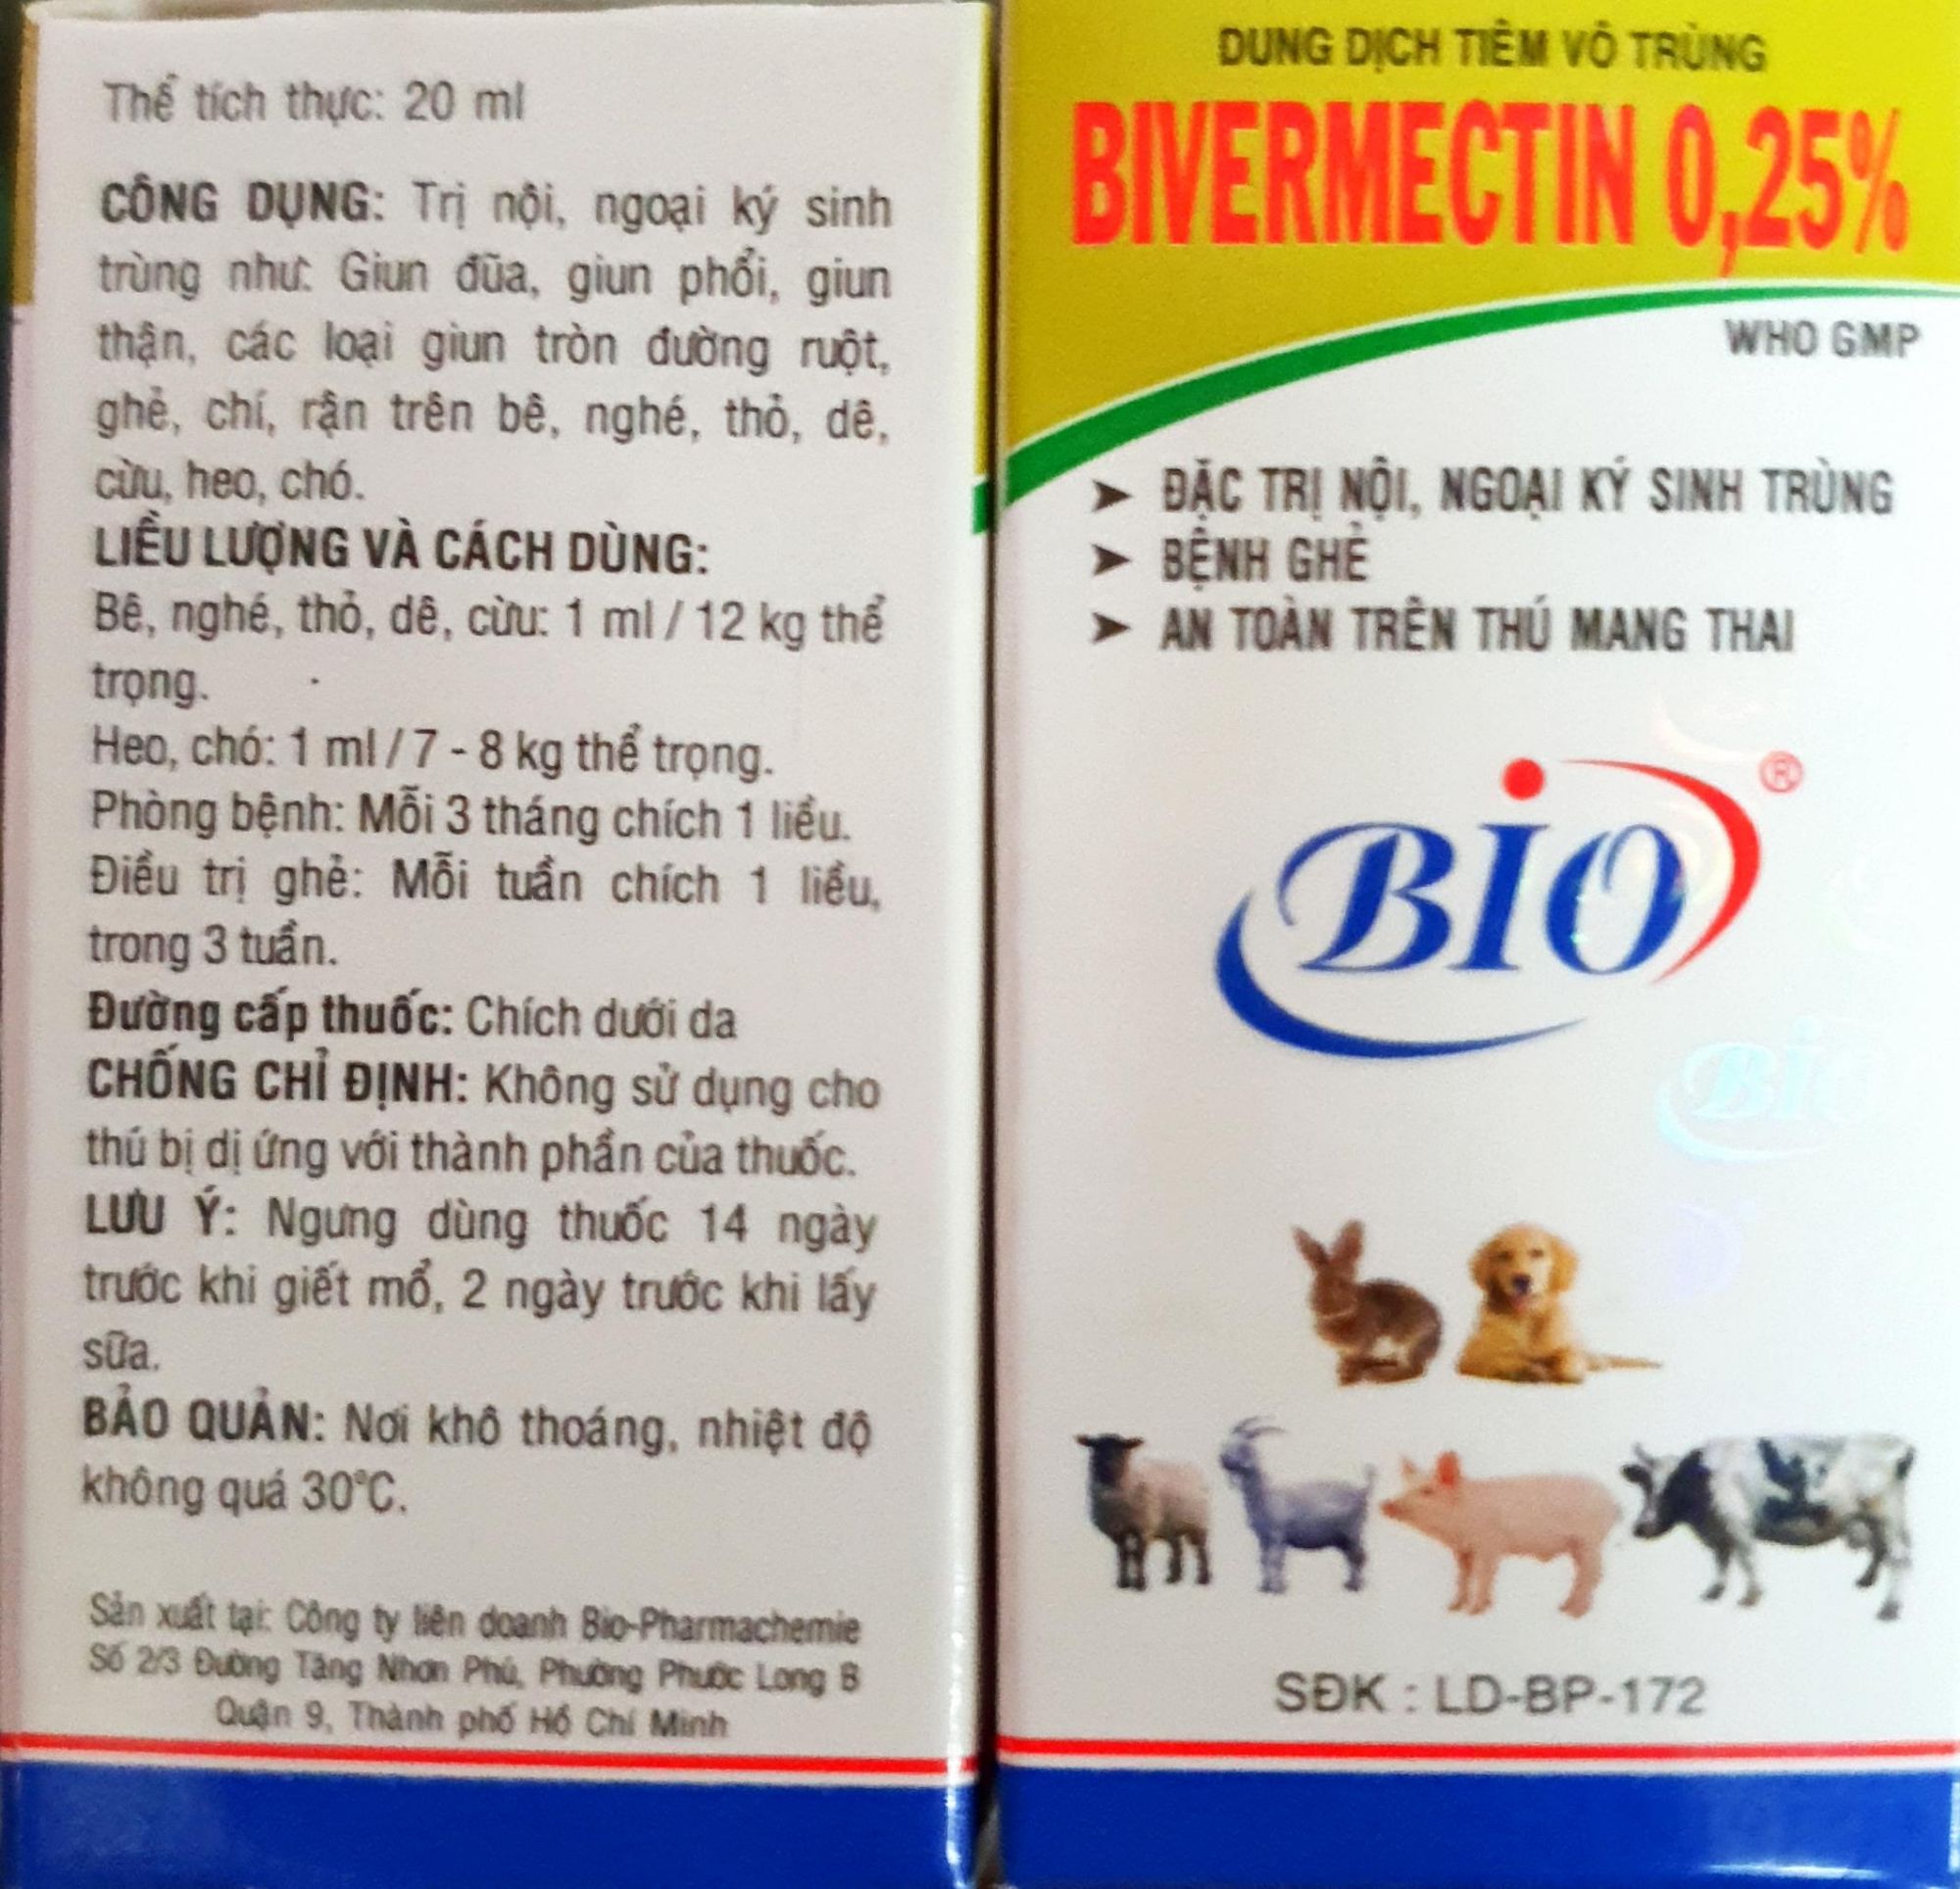 Thể tích thực: 20 ml
CÔNG DỤNG: Trị nội, ngoại ký sinh
trùng như: Giun đũa, giun phổi, giun
thận, các loại giun tròn đường ruột,
ghẻ, chí, rận trên bê, nghé, thỏ, dê,
cừu, heo, chó.
LIỀU LƯỢNG VÀ CÁCH DÙNG:
Bê, nghé, thỏ, dê, cừu: 1 ml / 12 kg thể
trọng.
Heo, chó: 1 ml / 7 - 8 kg thể trọng.
Phòng bệnh: Mỗi 3 tháng chích 1 liều.
Điều trị ghẻ: Mỗi tuần chích 1 liều,
trong 3 tuần.
Đường cấp thuốc: Chích dưới da
CHỐNG CHỈ ĐỊNH: Không sử dụng cho
thú bị dị ứng với thành phần của thuốc.
LƯU Ý: Ngưng dùng thuốc 14 ngày
trước khi giết mổ, 2 ngày trước khi lấy
sữa.
BẢO QUẢN: Nơi khô thoáng, nhiệt độ
không quá 30°C.
Sản xuất tại: Công ty liên doanh Bio-Pharmachemie
Số 2/3 Đường Tăng Nhơn Phú, Phường Phước Long B
Quận 9, Thành phố Hồ Chí Minh
DUNG DỊCH TIÊM VÔ TRÙNG
BIVERMECTIN 0,25%
WHO GMP
➤ ĐẶC TRỊ NỘI, NGOẠI KÝ SINH TRÙNG
➤ BỆNH GHẺ
➤ AN TOÀN TRÊN THÚ MANG THAI
BIO®
BIO
SĐK : LD-BP-172